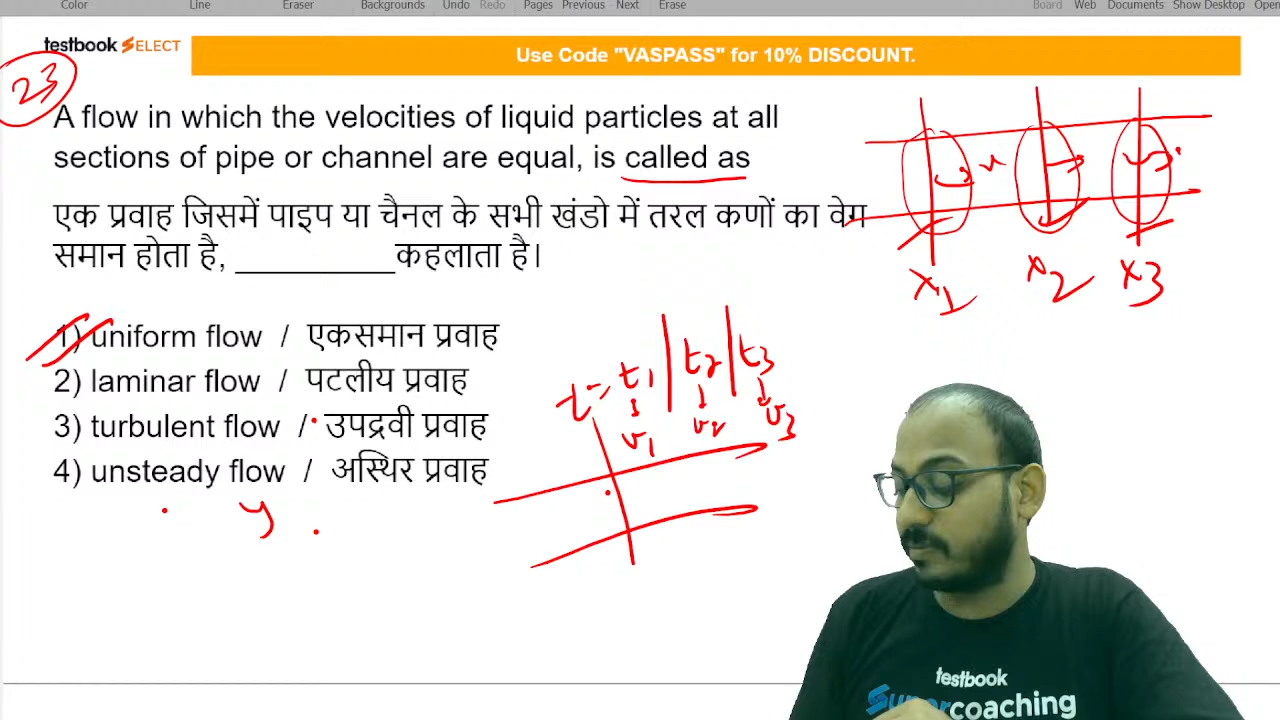 Color Line Eraser Backgrounds Undo Redo Pages Previous Next Erase Board Web Documents Show Desktop
testbook SELECT
Use Code "VASPASS" for 10% DISCOUNT.
23
A flow in which the velocities of liquid particles at all
sections of pipe or channel are equal, is called as
एक प्रवाह जिसमें पाइप या चैनल के सभी खंडो में तरल कणों का वेग
समान होता है, __________कहलाता है।
x1 x2 x3
1) uniform flow / एकसमान प्रवाह
2) laminar flow / पटलीय प्रवाह
3) turbulent flow / उपद्रवी प्रवाह
4) unsteady flow / अस्थिर प्रवाह
t= t1 t2 t3
v1 v2 v3
y
testbook
Supercoaching